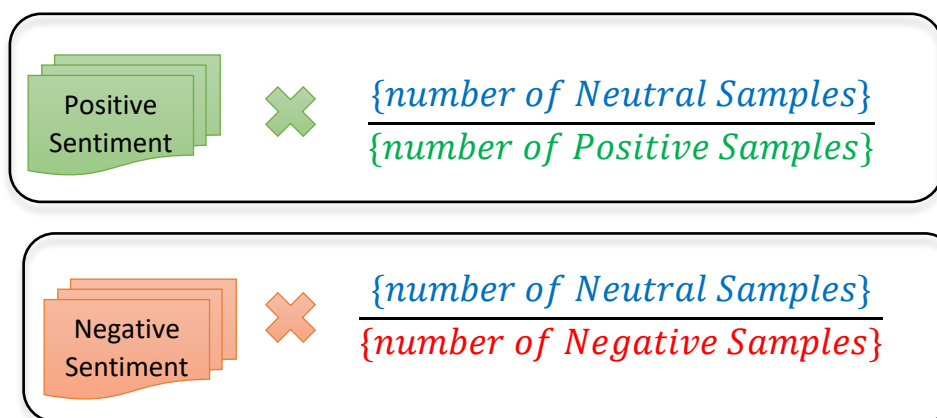 Positive
Sentiment
{number of Neutral Samples}
{number of Positive Samples}
Negative
Sentiment
{number of Neutral Samples}
{number of Negative Samples}